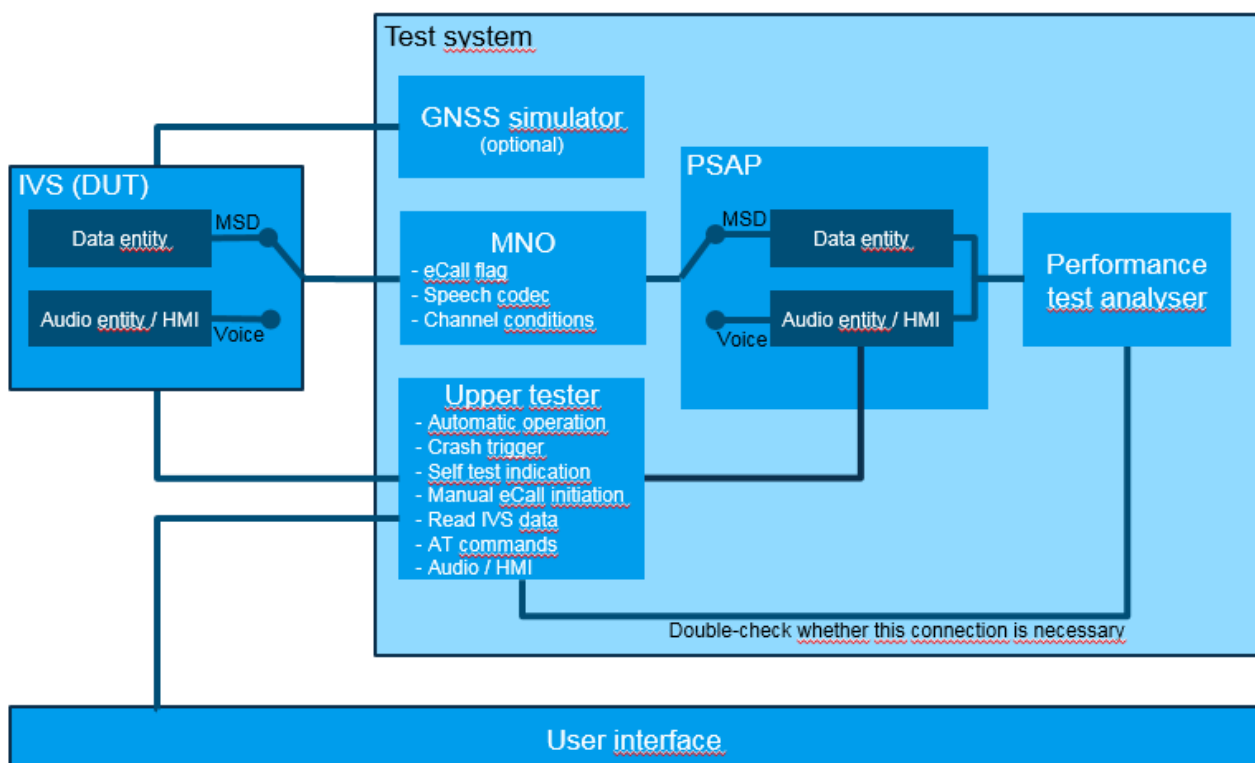 Test system
GNSS simulator
(optional)
IVS (DUT)
Data entity
MSD
Audio entity / HMI
Voice
MNO
- eCall flag
- Speech codec
- Channel conditions
PSAP
MSD
Data entity
Voice
Audio entity / HMI
Performance
test analyser
Upper tester
- Automatic operation
- Crash trigger
- Self test indication
- Manual eCall initiation
- Read IVS data
- AT commands
- Audio / HMI
Double-check whether this connection is necessary
User interface